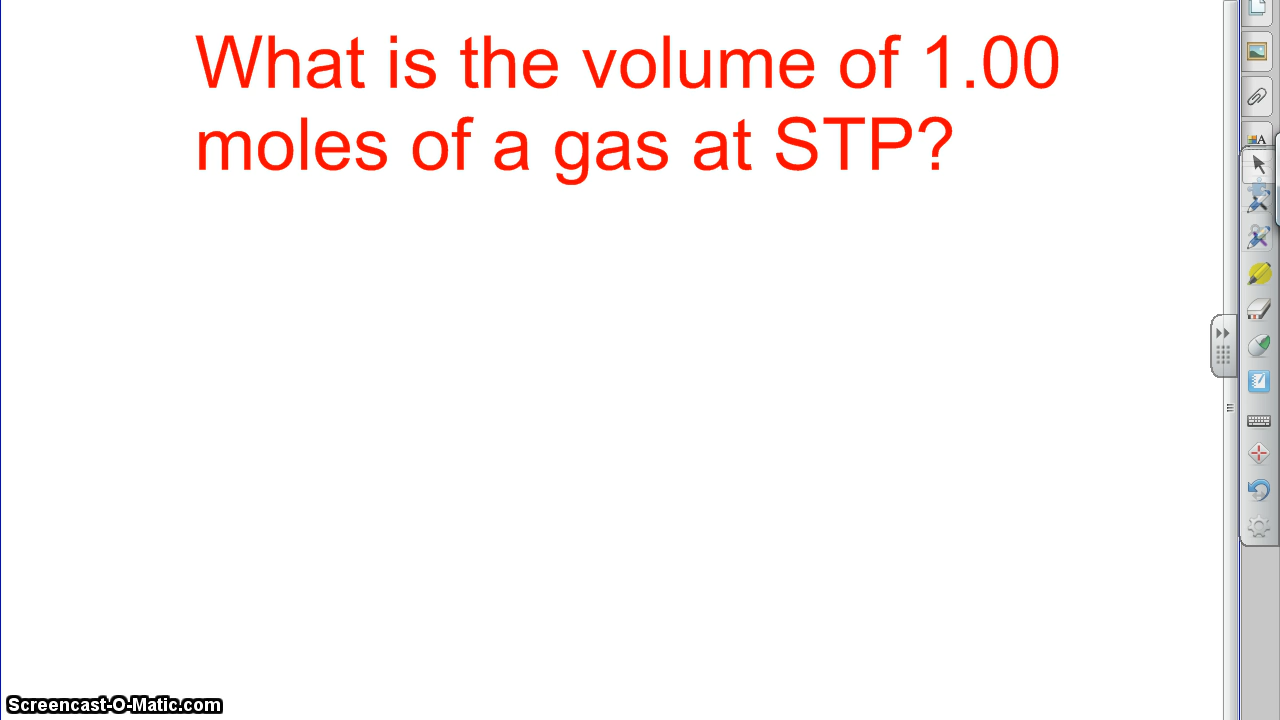 What is the volume of 1.00
moles of a gas at STP?
A
Screencast-O-Matic.com